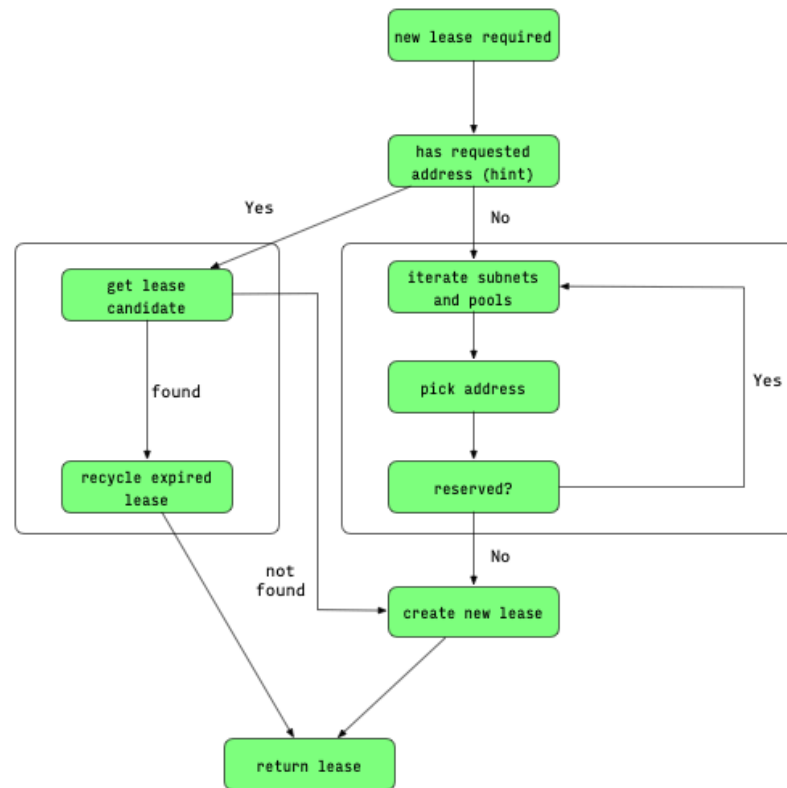 new lease required
has requested
address (hint)
Yes
No
get lease
candidate
iterate subnets
and pools
found
pick address
Yes
recycle expired
lease
reserved?
not
found
No
create new lease
return lease